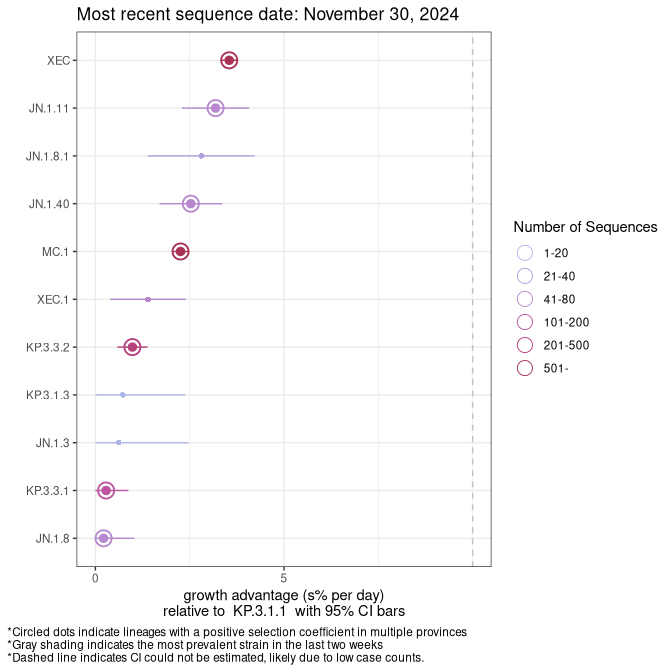 Most recent sequence date: November 30, 2024
XEC
JN.1.11
JN.1.8.1
JN.1.40
MC.1
XEC.1
KP.3.3.2
KP.3.1.3
JN.1.3
KP.3.3.1
JN.1.8
0 5
growth advantage (s% per day)
relative to KP.3.1.1 with 95% CI bars
Number of Sequences
1-20
21-40
41-80
101-200
201-500
501-
*Circled dots indicate lineages with a positive selection coefficient in multiple provinces
*Gray shading indicates the most prevalent strain in the last two weeks
*Dashed line indicates CI could not be estimated, likely due to low case counts.